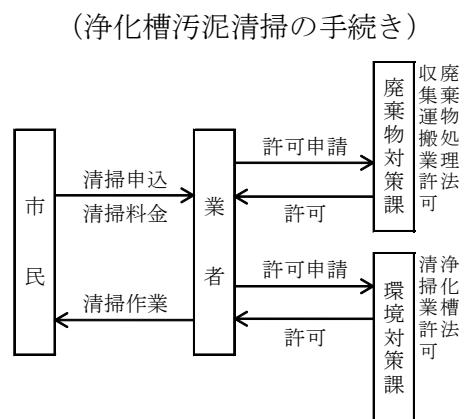 （浄化槽汚泥清掃の手続き）
市民
清掃申込
清掃料金
清掃作業
業者
許可申請
許可
許可申請
許可
廃棄物対策課
廃棄物処理法
収集運搬業許可
環境対策課
浄化槽法
清掃業許可